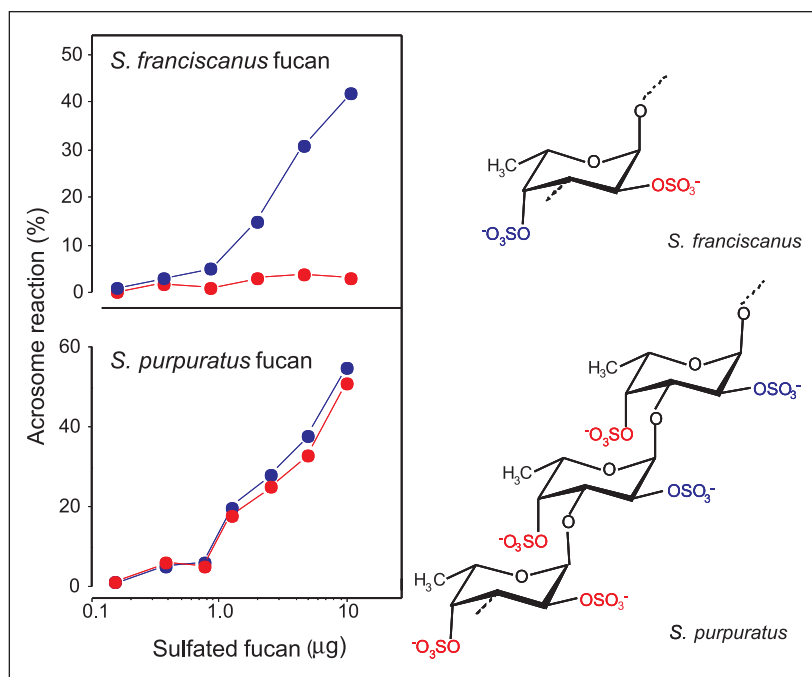 Acrosome reaction (%)
50
S. franciscanus fucan
40
30
20
10
0
60
S. purpuratus fucan
40
20
0
0.1
1.0
10
Sulfated fucan (μg)
O
O
H₃C
OSO₃⁻
⁻O₃SO
S. franciscanus
O
O
H₃C
OSO₃⁻
⁻O₃SO
O
O
H₃C
OSO₃⁻
⁻O₃SO
O
O
H₃C
OSO₃⁻
⁻O₃SO
S. purpuratus